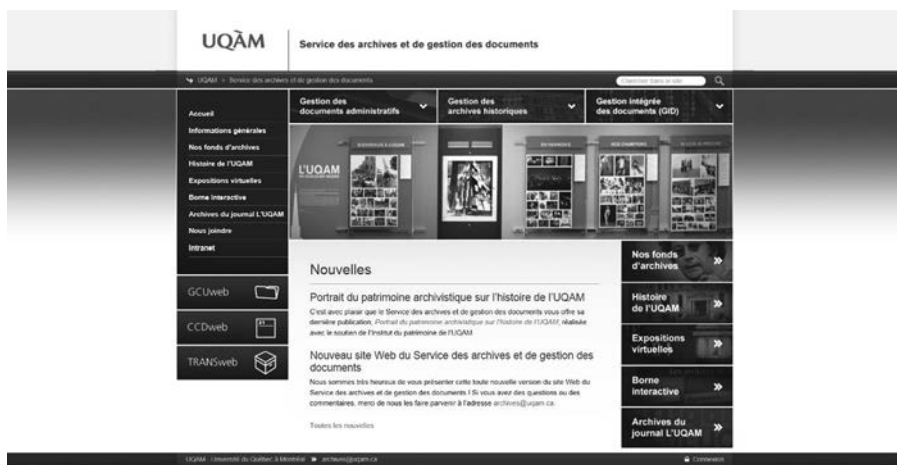 UQÀM
Service des archives et de gestion des documents
UQAM > Service des archives et de gestion des documents
Chercher dans le site
Accueil
Informations générales
Nos fonds d'archives
Histoire de l'UQAM
Expositions virtuelles
Borne interactive
Archives du journal L'UQAM
Nous joindre
Intranet
GCUweb
CCDweb
TRANSweb
Gestion des
documents administratifs
Gestion des
archives historiques
Gestion intégrée
des documents (GID)
L'UQAM
Nouvelles
Portrait du patrimoine archivistique sur l'histoire de l'UQAM
C'est avec plaisir que le Service des archives et de gestion des documents vous offre sa
dernière publication, Portrait du patrimoine archivistique sur l'histoire de l'UQAM, réalisée
avec le soutien de l'Institut du patrimoine de l'UQAM.
Nouveau site Web du Service des archives et de gestion des
documents
Nous sommes très heureux de vous présenter cette toute nouvelle version du site Web du
Service des archives et de gestion des documents ! Si vous avez des questions ou des
commentaires, merci de nous les faire parvenir à l'adresse archives@uqam.ca.
Toutes les nouvelles
Nos fonds
d'archives
Histoire
de l'UQAM
Expositions
virtuelles
Borne
interactive
Archives du
journal L'UQAM
UQAM - Université du Québec à Montréal archives@uqam.ca
Connexion